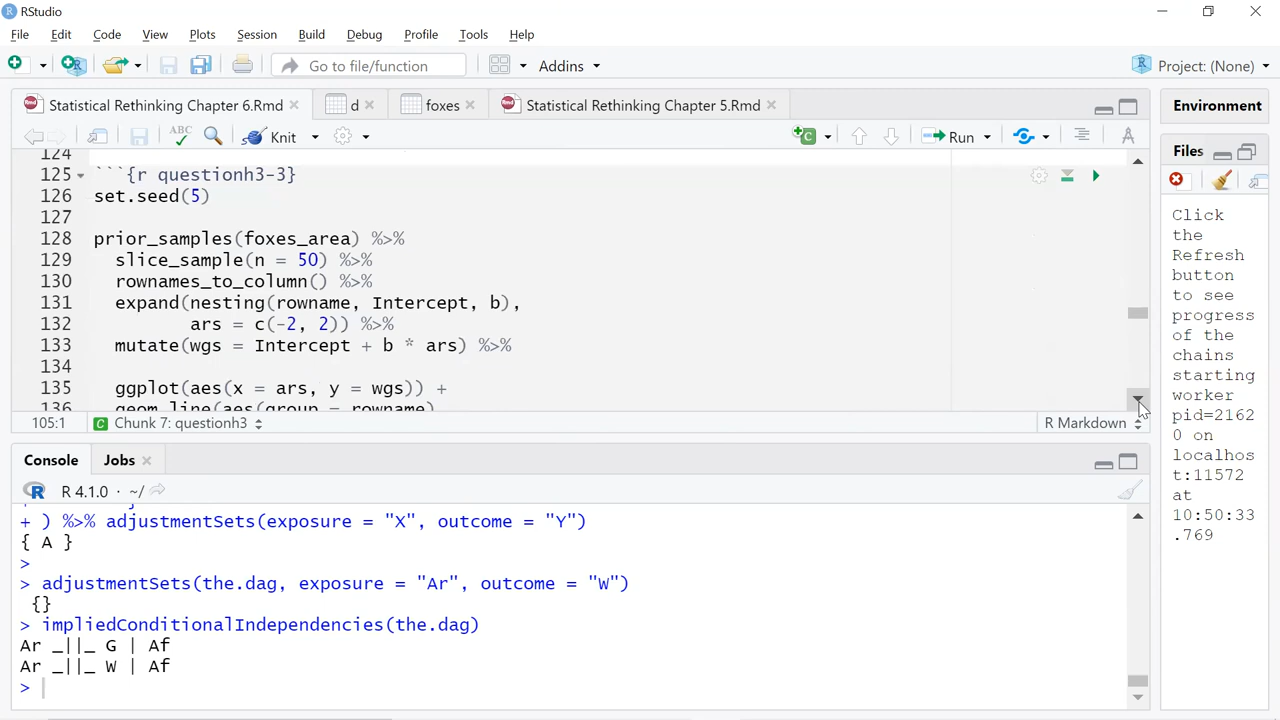 RStudio
File Edit Code View Plots Session Build Debug Profile Tools Help
Go to file/function Addins Project: (None)
Statistical Rethinking Chapter 6.Rmd d foxes Statistical Rethinking Chapter 5.Rmd
ABC Knit Run
124
125 ```{r questionh3-3}
126 set.seed(5)
127
128 prior_samples(foxes_area) %>%
129 slice_sample(n = 50) %>%
130 rownames_to_column() %>%
131 expand(nesting(rowname, Intercept, b),
132 ars = c(-2, 2)) %>%
133 mutate(wgs = Intercept + b * ars) %>%
134
135 ggplot(aes(x = ars, y = wgs)) +
136 geom_line(aes(group = rowname),
105:1 Chunk 7: questionh3 R Markdown
Console Jobs
R 4.1.0 · ~/
+ ) %>% adjustmentSets(exposure = "X", outcome = "Y")
{ A }
>
> adjustmentSets(the.dag, exposure = "Ar", outcome = "W")
{}
> impliedConditionalIndependencies(the.dag)
Ar _||_ G | Af
Ar _||_ W | Af
>
Environment
Files
Click
the
Refresh
button
to see
progress
of the
chains
starting
worker
pid=2162
0 on
localhos
t:11572
at
10:50:33
.769